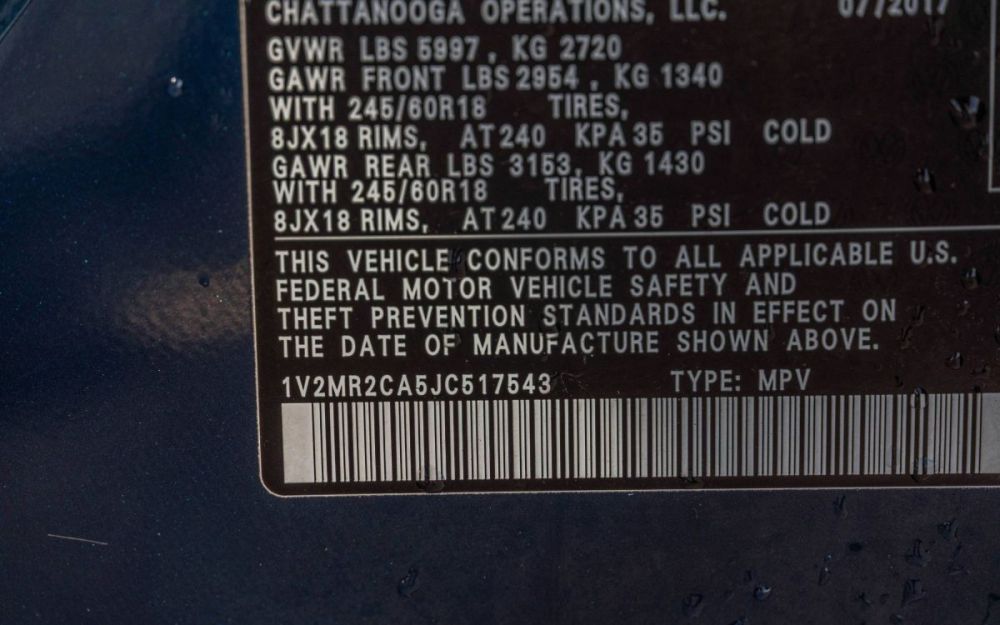 CHATTANOOGA OPERATIONS, LLC. 07/2017
GVWR LBS 5997, KG 2720
GAWR FRONT LBS 2954, KG 1340
WITH 245/60R18 TIRES,
8JX18 RIMS, AT 240 KPA 35 PSI COLD
GAWR REAR LBS 3153, KG 1430
WITH 245/60R18 TIRES,
8JX18 RIMS, AT 240 KPA 35 PSI COLD
THIS VEHICLE CONFORMS TO ALL APPLICABLE U.S.
FEDERAL MOTOR VEHICLE SAFETY AND
THEFT PREVENTION STANDARDS IN EFFECT ON
THE DATE OF MANUFACTURE SHOWN ABOVE.
1V2MR2CA5JC517543 TYPE: MPV